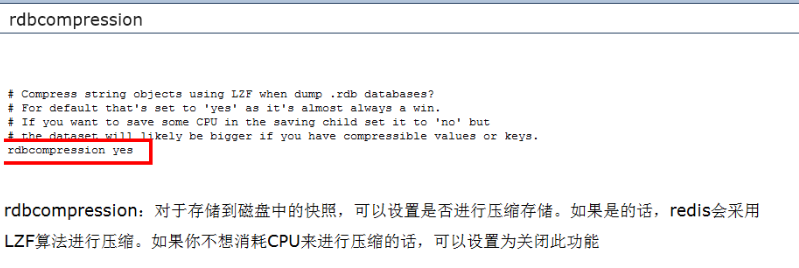 rdbcompression
# Compress string objects using LZF when dump .rdb databases?
# For default that's set to 'yes' as it's almost always a win.
# If you want to save some CPU in the saving child set it to 'no' but
# the dataset will likely be bigger if you have compressible values or keys.
rdbcompression yes
rdbcompression：对于存储到磁盘中的快照，可以设置是否进行压缩存储。如果是的话，redis会采用
LZF算法进行压缩。如果你不想消耗CPU来进行压缩的话，可以设置为关闭此功能